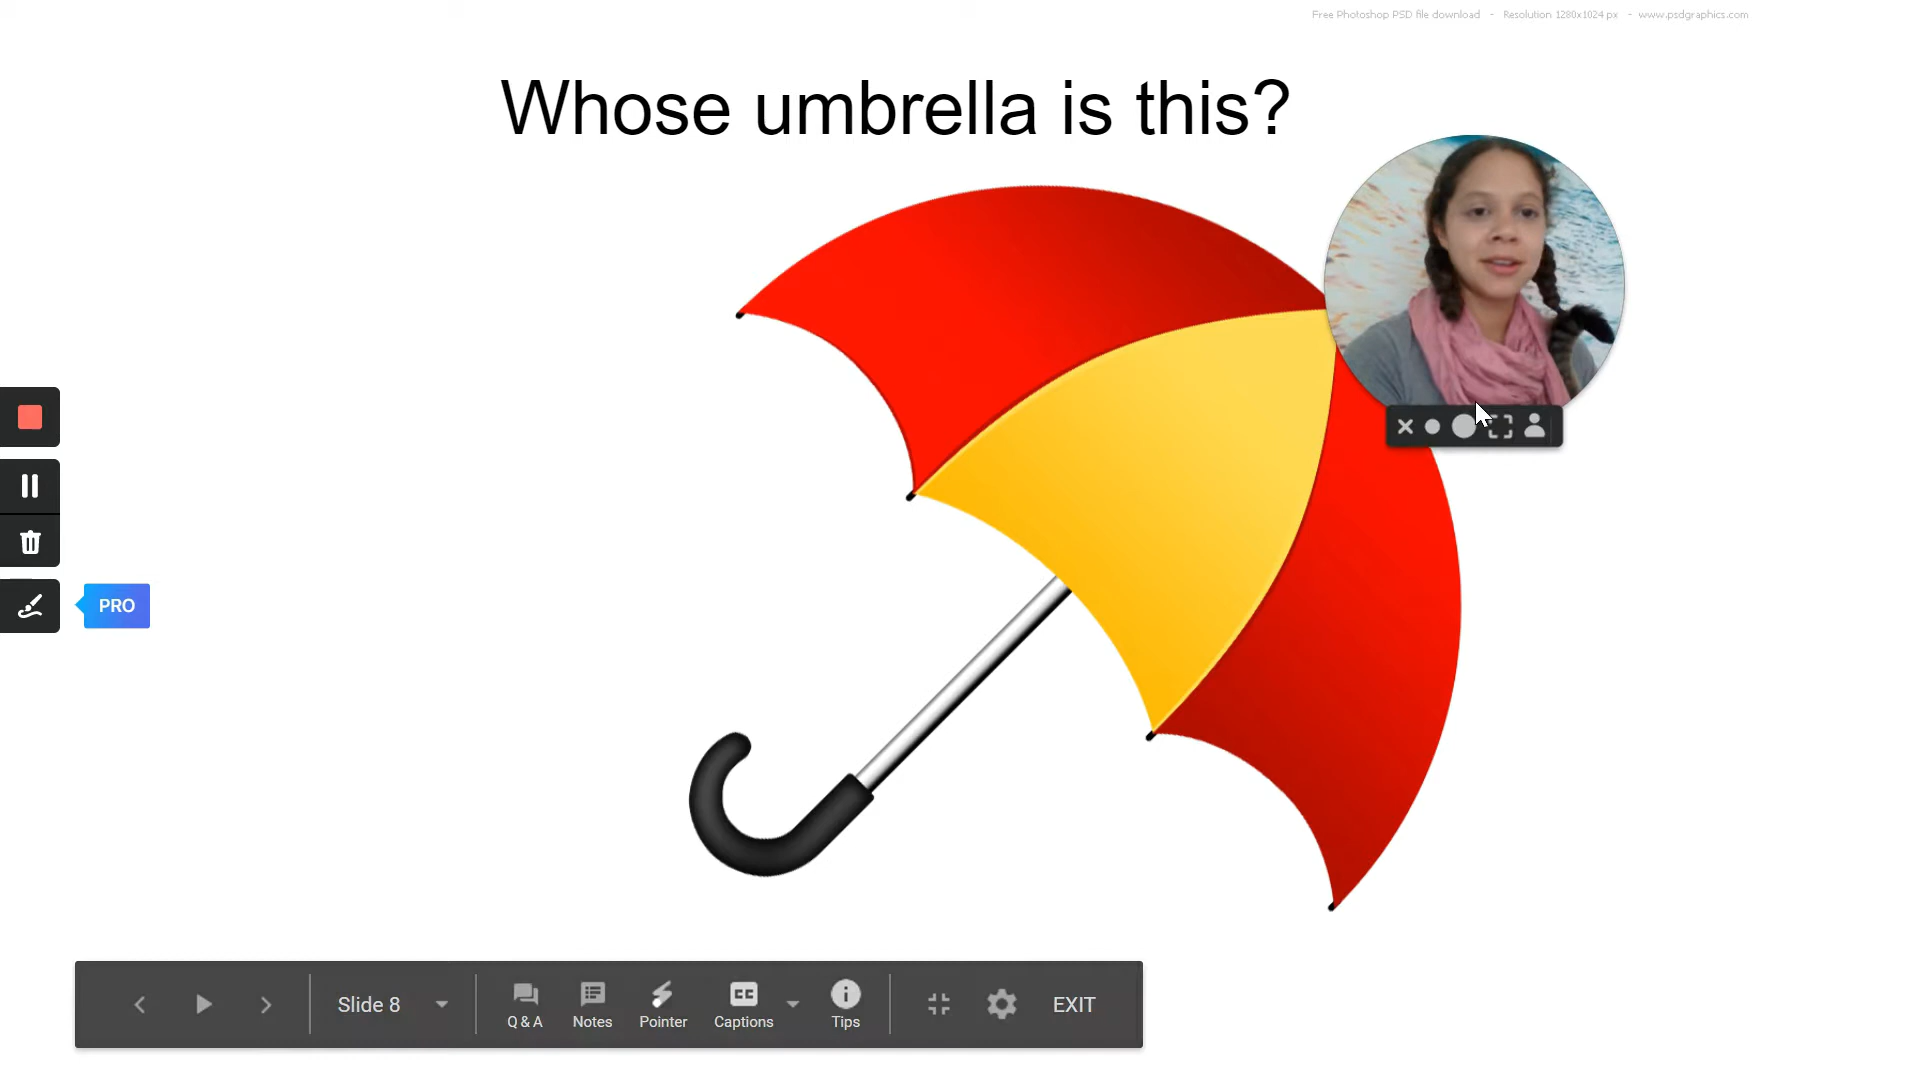 Free Photoshop PSD file download - Resolution 1280x1024 px - www.psdgraphics.com
Whose umbrella is this?
PRO
Slide 8
Q & A
Notes
Pointer
CC
Captions
Tips
EXIT